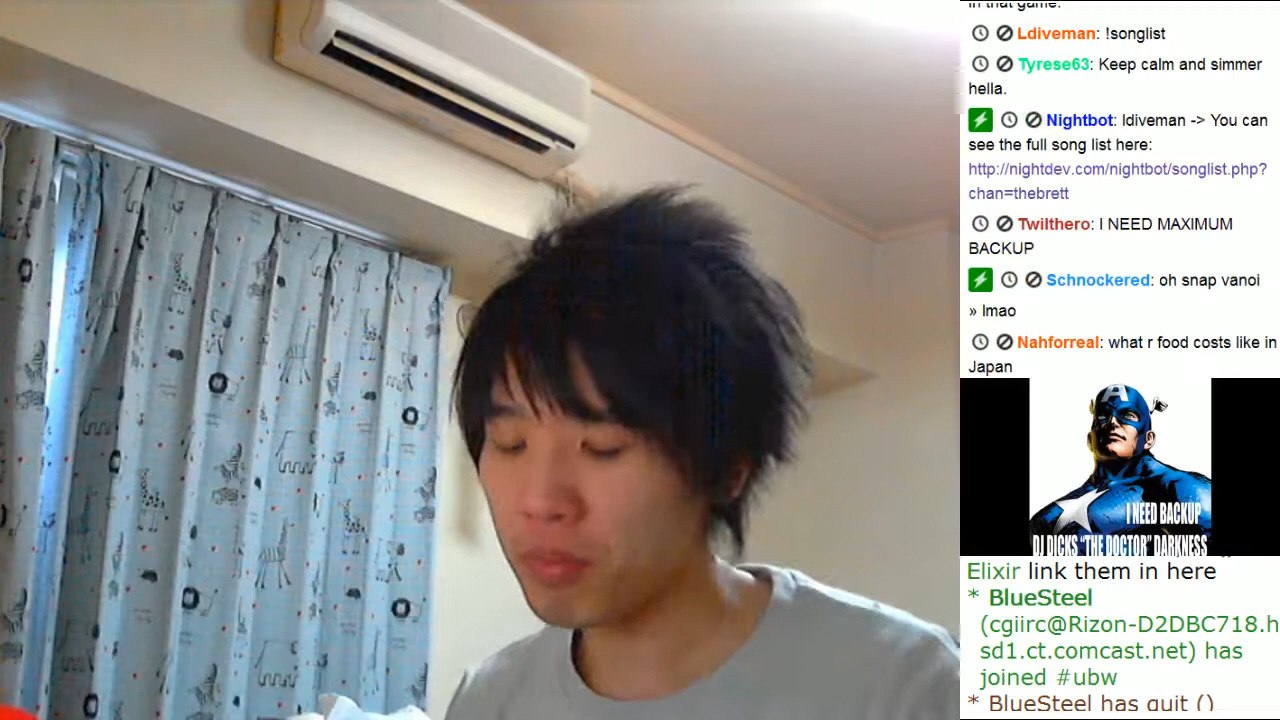 in that game.
Ldiveman: !songlist
Tyrese63: Keep calm and simmer
hella.
Nightbot: ldiveman -> You can
see the full song list here:
http://nightdev.com/nightbot/songlist.php?
chan=thebrett
Twilthero: I NEED MAXIMUM
BACKUP
Schnockered: oh snap vanoi
» lmao
Nahforreal: what r food costs like in
Japan
A
I NEED BACKUP
DJ DICKS "THE DOCTOR" DARKNESS
Elixir link them in here
* BlueSteel
(cgiirc@Rizon-D2DBC718.h
sd1.ct.comcast.net) has
joined #ubw
* BlueSteel has quit ()